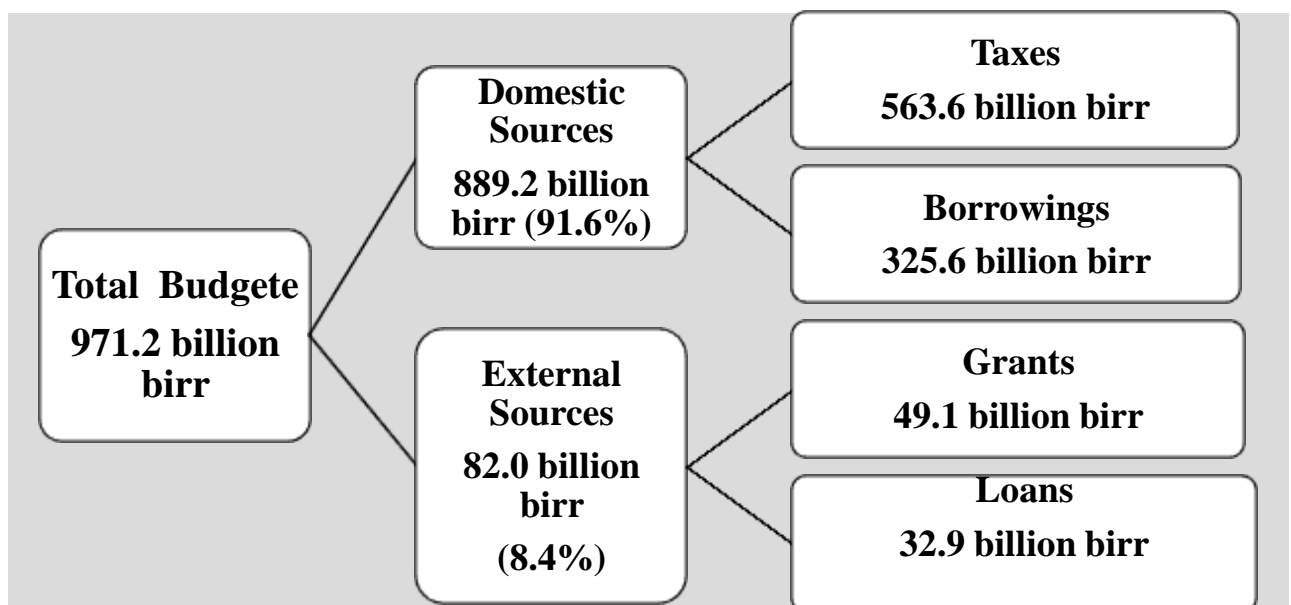 Total Budgete
971.2 billion
birr
Domestic
Sources
889.2 billion
birr (91.6%)
Taxes
563.6 billion birr
Borrowings
325.6 billion birr
External
Sources
82.0 billion
birr
(8.4%)
Grants
49.1 billion birr
Loans
32.9 billion birr